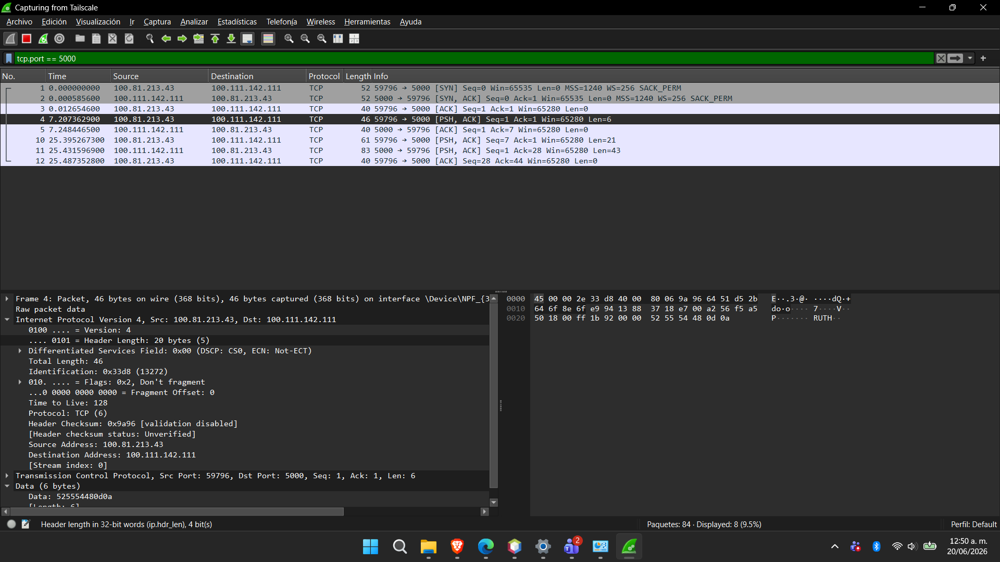 Capturing from Tailscale
Archivo Edición Visualización Ir Captura Analizar Estadísticas Telefonía Wireless Herramientas Ayuda
tcp.port == 5000
No. Time Source Destination Protocol Length Info
1 0.000000000 100.81.213.43 100.111.142.111 TCP 52 59796 → 5000 [SYN] Seq=0 Win=65535 Len=0 MSS=1240 WS=256 SACK_PERM
2 0.000585600 100.111.142.111 100.81.213.43 TCP 52 5000 → 59796 [SYN, ACK] Seq=0 Ack=1 Win=65535 Len=0 MSS=1240 WS=256 SACK_PERM
3 0.012654600 100.81.213.43 100.111.142.111 TCP 40 59796 → 5000 [ACK] Seq=1 Ack=1 Win=65280 Len=0
4 7.207362900 100.81.213.43 100.111.142.111 TCP 46 59796 → 5000 [PSH, ACK] Seq=1 Ack=1 Win=65280 Len=6
5 7.248446500 100.111.142.111 100.81.213.43 TCP 40 5000 → 59796 [ACK] Seq=1 Ack=7 Win=65280 Len=0
10 25.395267300 100.81.213.43 100.111.142.111 TCP 61 59796 → 5000 [PSH, ACK] Seq=7 Ack=1 Win=65280 Len=21
11 25.431596900 100.111.142.111 100.81.213.43 TCP 83 5000 → 59796 [PSH, ACK] Seq=1 Ack=28 Win=65280 Len=43
12 25.487352800 100.81.213.43 100.111.142.111 TCP 40 59796 → 5000 [ACK] Seq=28 Ack=44 Win=65280 Len=0
Frame 4: Packet, 46 bytes on wire (368 bits), 46 bytes captured (368 bits) on interface \Device\NPF_{3
Raw packet data
Internet Protocol Version 4, Src: 100.81.213.43, Dst: 100.111.142.111
0100 .... = Version: 4
.... 0101 = Header Length: 20 bytes (5)
Differentiated Services Field: 0x00 (DSCP: CS0, ECN: Not-ECT)
Total Length: 46
Identification: 0x33d8 (13272)
010. .... = Flags: 0x2, Don't fragment
...0 0000 0000 0000 = Fragment Offset: 0
Time to Live: 128
Protocol: TCP (6)
Header Checksum: 0x9a96 [validation disabled]
[Header checksum status: Unverified]
Source Address: 100.81.213.43
Destination Address: 100.111.142.111
[Stream index: 0]
Transmission Control Protocol, Src Port: 59796, Dst Port: 5000, Seq: 1, Ack: 1, Len: 6
Data (6 bytes)
Data: 525554480d0a
[Length: 6]
0000 45 00 00 2e 33 d8 40 00 80 06 9a 96 64 51 d5 2b E··.3·@· ····dQ·+
0010 64 6f 8e 6f e9 94 13 88 37 18 e7 00 a2 56 f5 a5 do·o···· 7····V··
0020 50 18 00 ff 1b 92 00 00 52 55 54 48 0d 0a P······· RUTH··
Header length in 32-bit words (ip.hdr_len), 4 bit(s)
Paquetes: 84 · Displayed: 8 (9.5%)
Perfil: Default
2
12:50 a. m.
20/06/2026